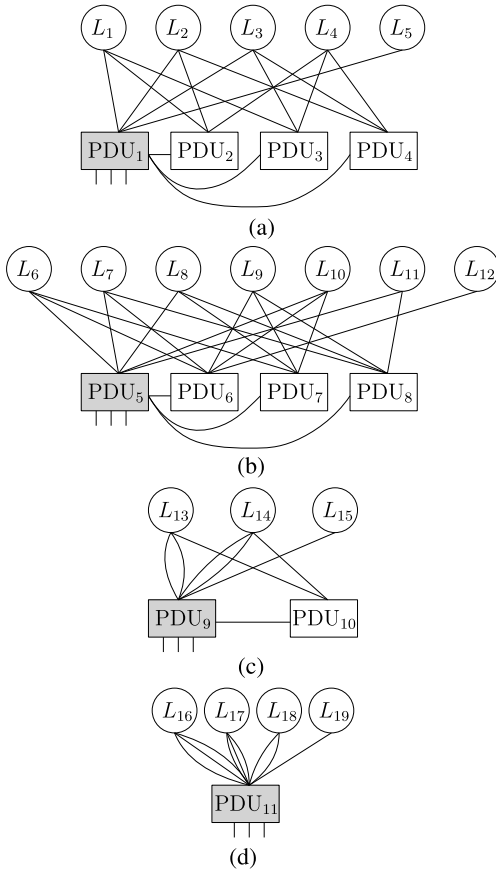 L₁ L₂ L₃ L₄ L₅
PDU₁ PDU₂ PDU₃ PDU₄
(a)
L₆ L₇ L₈ L₉ L₁₀ L₁₁ L₁₂
PDU₅ PDU₆ PDU₇ PDU₈
(b)
L₁₃ L₁₄ L₁₅
PDU₉ PDU₁₀
(c)
L₁₆ L₁₇ L₁₈ L₁₉
PDU₁₁
(d)